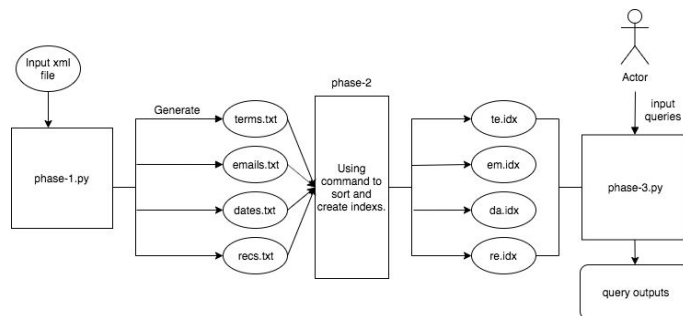 Input xml
file
phase-1.py
Generate
terms.txt
emails.txt
dates.txt
recs.txt
phase-2
Using
command to
sort and
create indexs.
te.idx
em.idx
da.idx
re.idx
Actor
input
queries
phase-3.py
query outputs